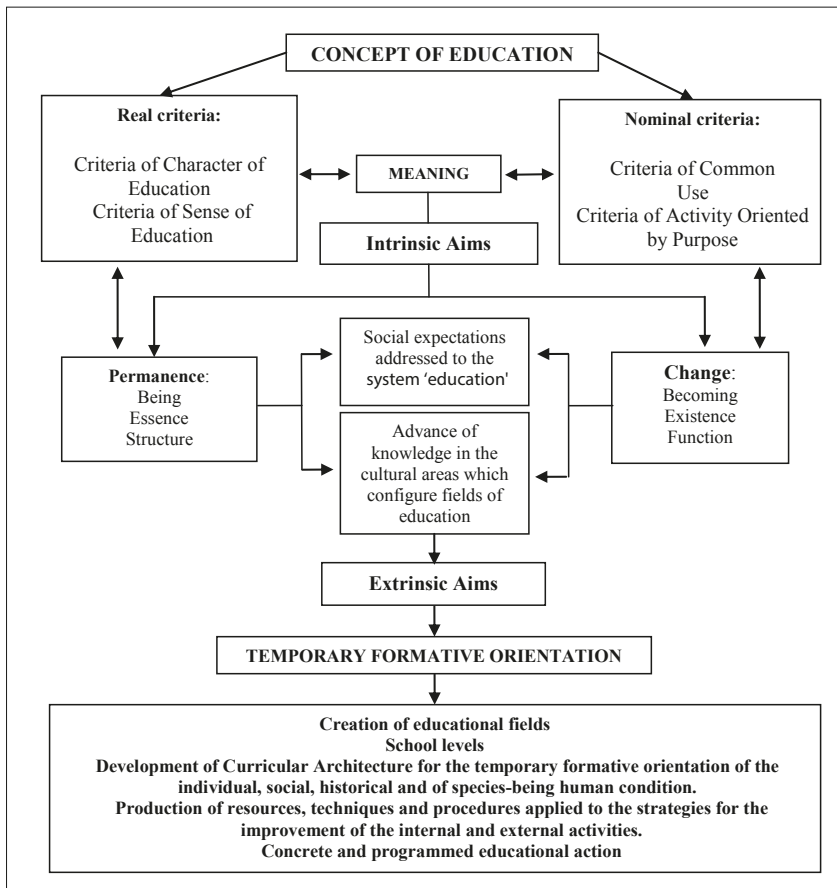 CONCEPT OF EDUCATION
Real criteria:
Criteria of Character of
Education
Criteria of Sense of
Education
MEANING
Nominal criteria:
Criteria of Common
Use
Criteria of Activity Oriented
by Purpose
Intrinsic Aims
Permanence:
Being
Essence
Structure
Social expectations
addressed to the
system ‘education'
Advance of
knowledge in the
cultural areas which
configure fields of
education
Change:
Becoming
Existence
Function
Extrinsic Aims
TEMPORARY FORMATIVE ORIENTATION
Creation of educational fields
School levels
Development of Curricular Architecture for the temporary formative orientation of the
individual, social, historical and of species-being human condition.
Production of resources, techniques and procedures applied to the strategies for the
improvement of the internal and external activities.
Concrete and programmed educational action